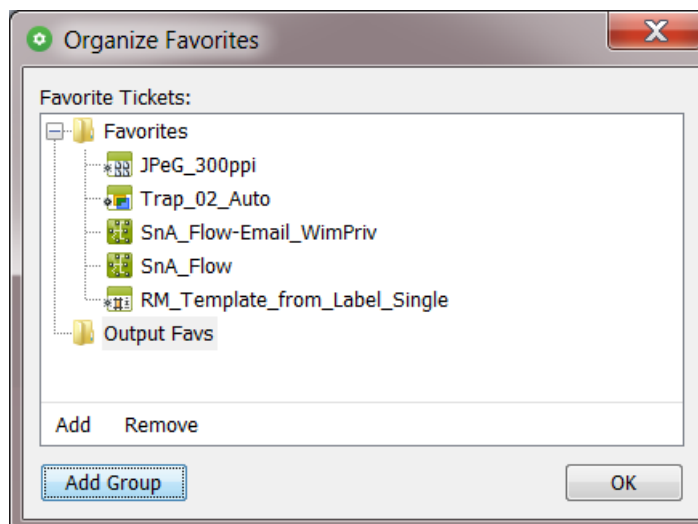 Organize Favorites
Favorite Tickets:
Favorites
JPeG_300ppi
Trap_02_Auto
SnA_Flow-Email_WimPriv
SnA_Flow
RM_Template_from_Label_Single
Output Favs
Add Remove
Add Group OK